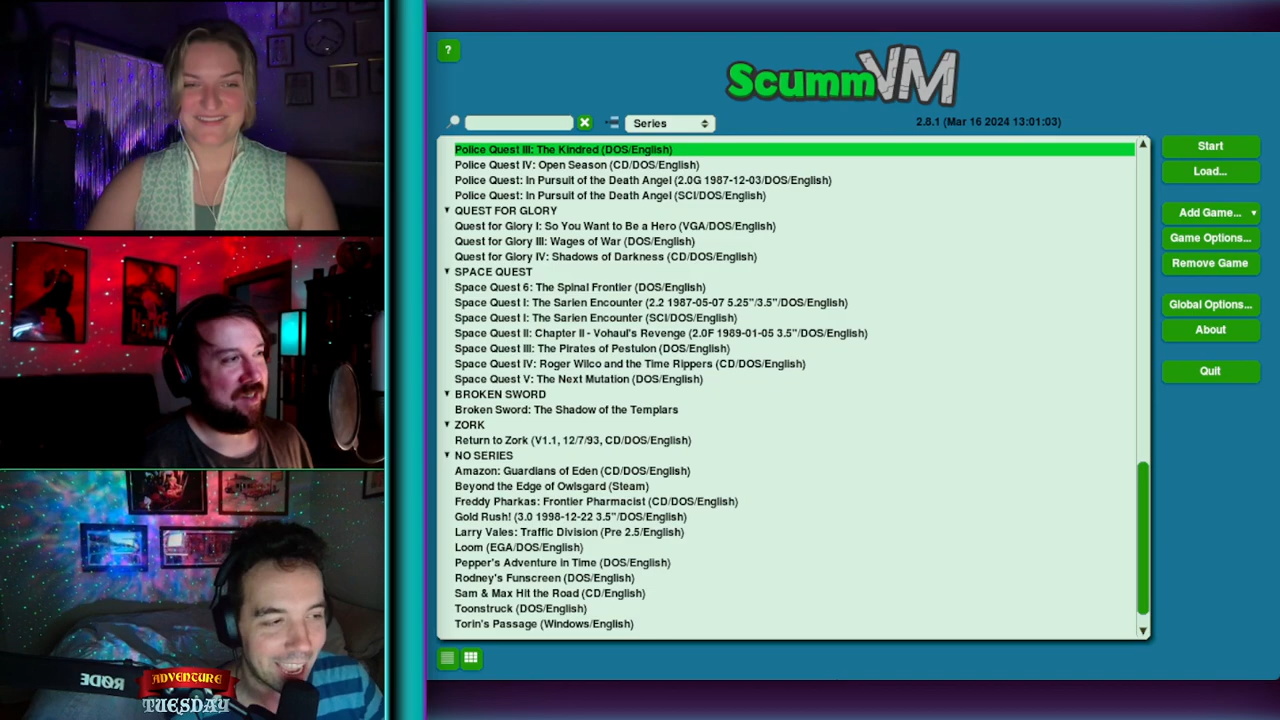 ?
ScummVM
Series
2.8.1 (Mar 16 2024 13:01:03)
Police Quest III: The Kindred (DOS/English)
Police Quest IV: Open Season (CD/DOS/English)
Police Quest: In Pursuit of the Death Angel (2.0G 1987-12-03/DOS/English)
Police Quest: In Pursuit of the Death Angel (SCI/DOS/English)
QUEST FOR GLORY
Quest for Glory I: So You Want to Be a Hero (VGA/DOS/English)
Quest for Glory III: Wages of War (DOS/English)
Quest for Glory IV: Shadows of Darkness (CD/DOS/English)
SPACE QUEST
Space Quest 6: The Spinal Frontier (DOS/English)
Space Quest I: The Sarien Encounter (2.2 1987-05-07 5.25"/3.5"/DOS/English)
Space Quest I: The Sarien Encounter (SCI/DOS/English)
Space Quest II: Chapter II - Vohaul's Revenge (2.0F 1989-01-05 3.5"/DOS/English)
Space Quest III: The Pirates of Pestulon (DOS/English)
Space Quest IV: Roger Wilco and the Time Rippers (CD/DOS/English)
Space Quest V: The Next Mutation (DOS/English)
BROKEN SWORD
Broken Sword: The Shadow of the Templars
ZORK
Return to Zork (V1.1, 12/7/93, CD/DOS/English)
NO SERIES
Amazon: Guardians of Eden (CD/DOS/English)
Beyond the Edge of Owlsgard (Steam)
Freddy Pharkas: Frontier Pharmacist (CD/DOS/English)
Gold Rush! (3.0 1998-12-22 3.5"/DOS/English)
Larry Vales: Traffic Division (Pre 2.5/English)
Loom (EGA/DOS/English)
Pepper's Adventure in Time (DOS/English)
Rodney's Funscreen (DOS/English)
Sam & Max Hit the Road (CD/English)
Toonstruck (DOS/English)
Torin's Passage (Windows/English)
Start
Load...
Add Game...
Game Options...
Remove Game
Global Options...
About
Quit
RØDE
ADVENTURE
TUESDAY